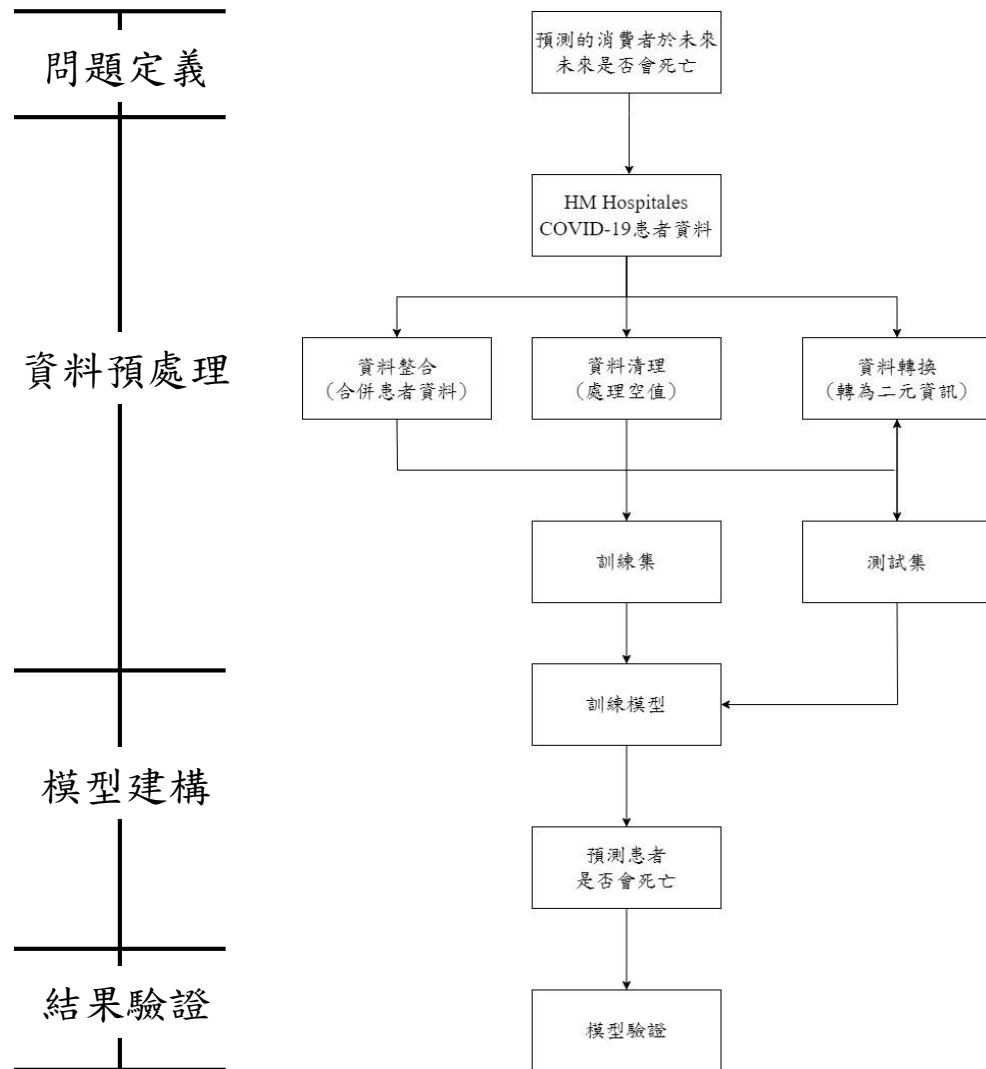 問題定義
預測的消費者於未來
未來是否會死亡
HM Hospitales
COVID-19患者資料
資料預處理
資料整合
(合併患者資料)
資料清理
(處理空值)
資料轉換
(轉為二元資訊)
訓練集
測試集
訓練模型
模型建構
預測患者
是否會死亡
結果驗證
模型驗證